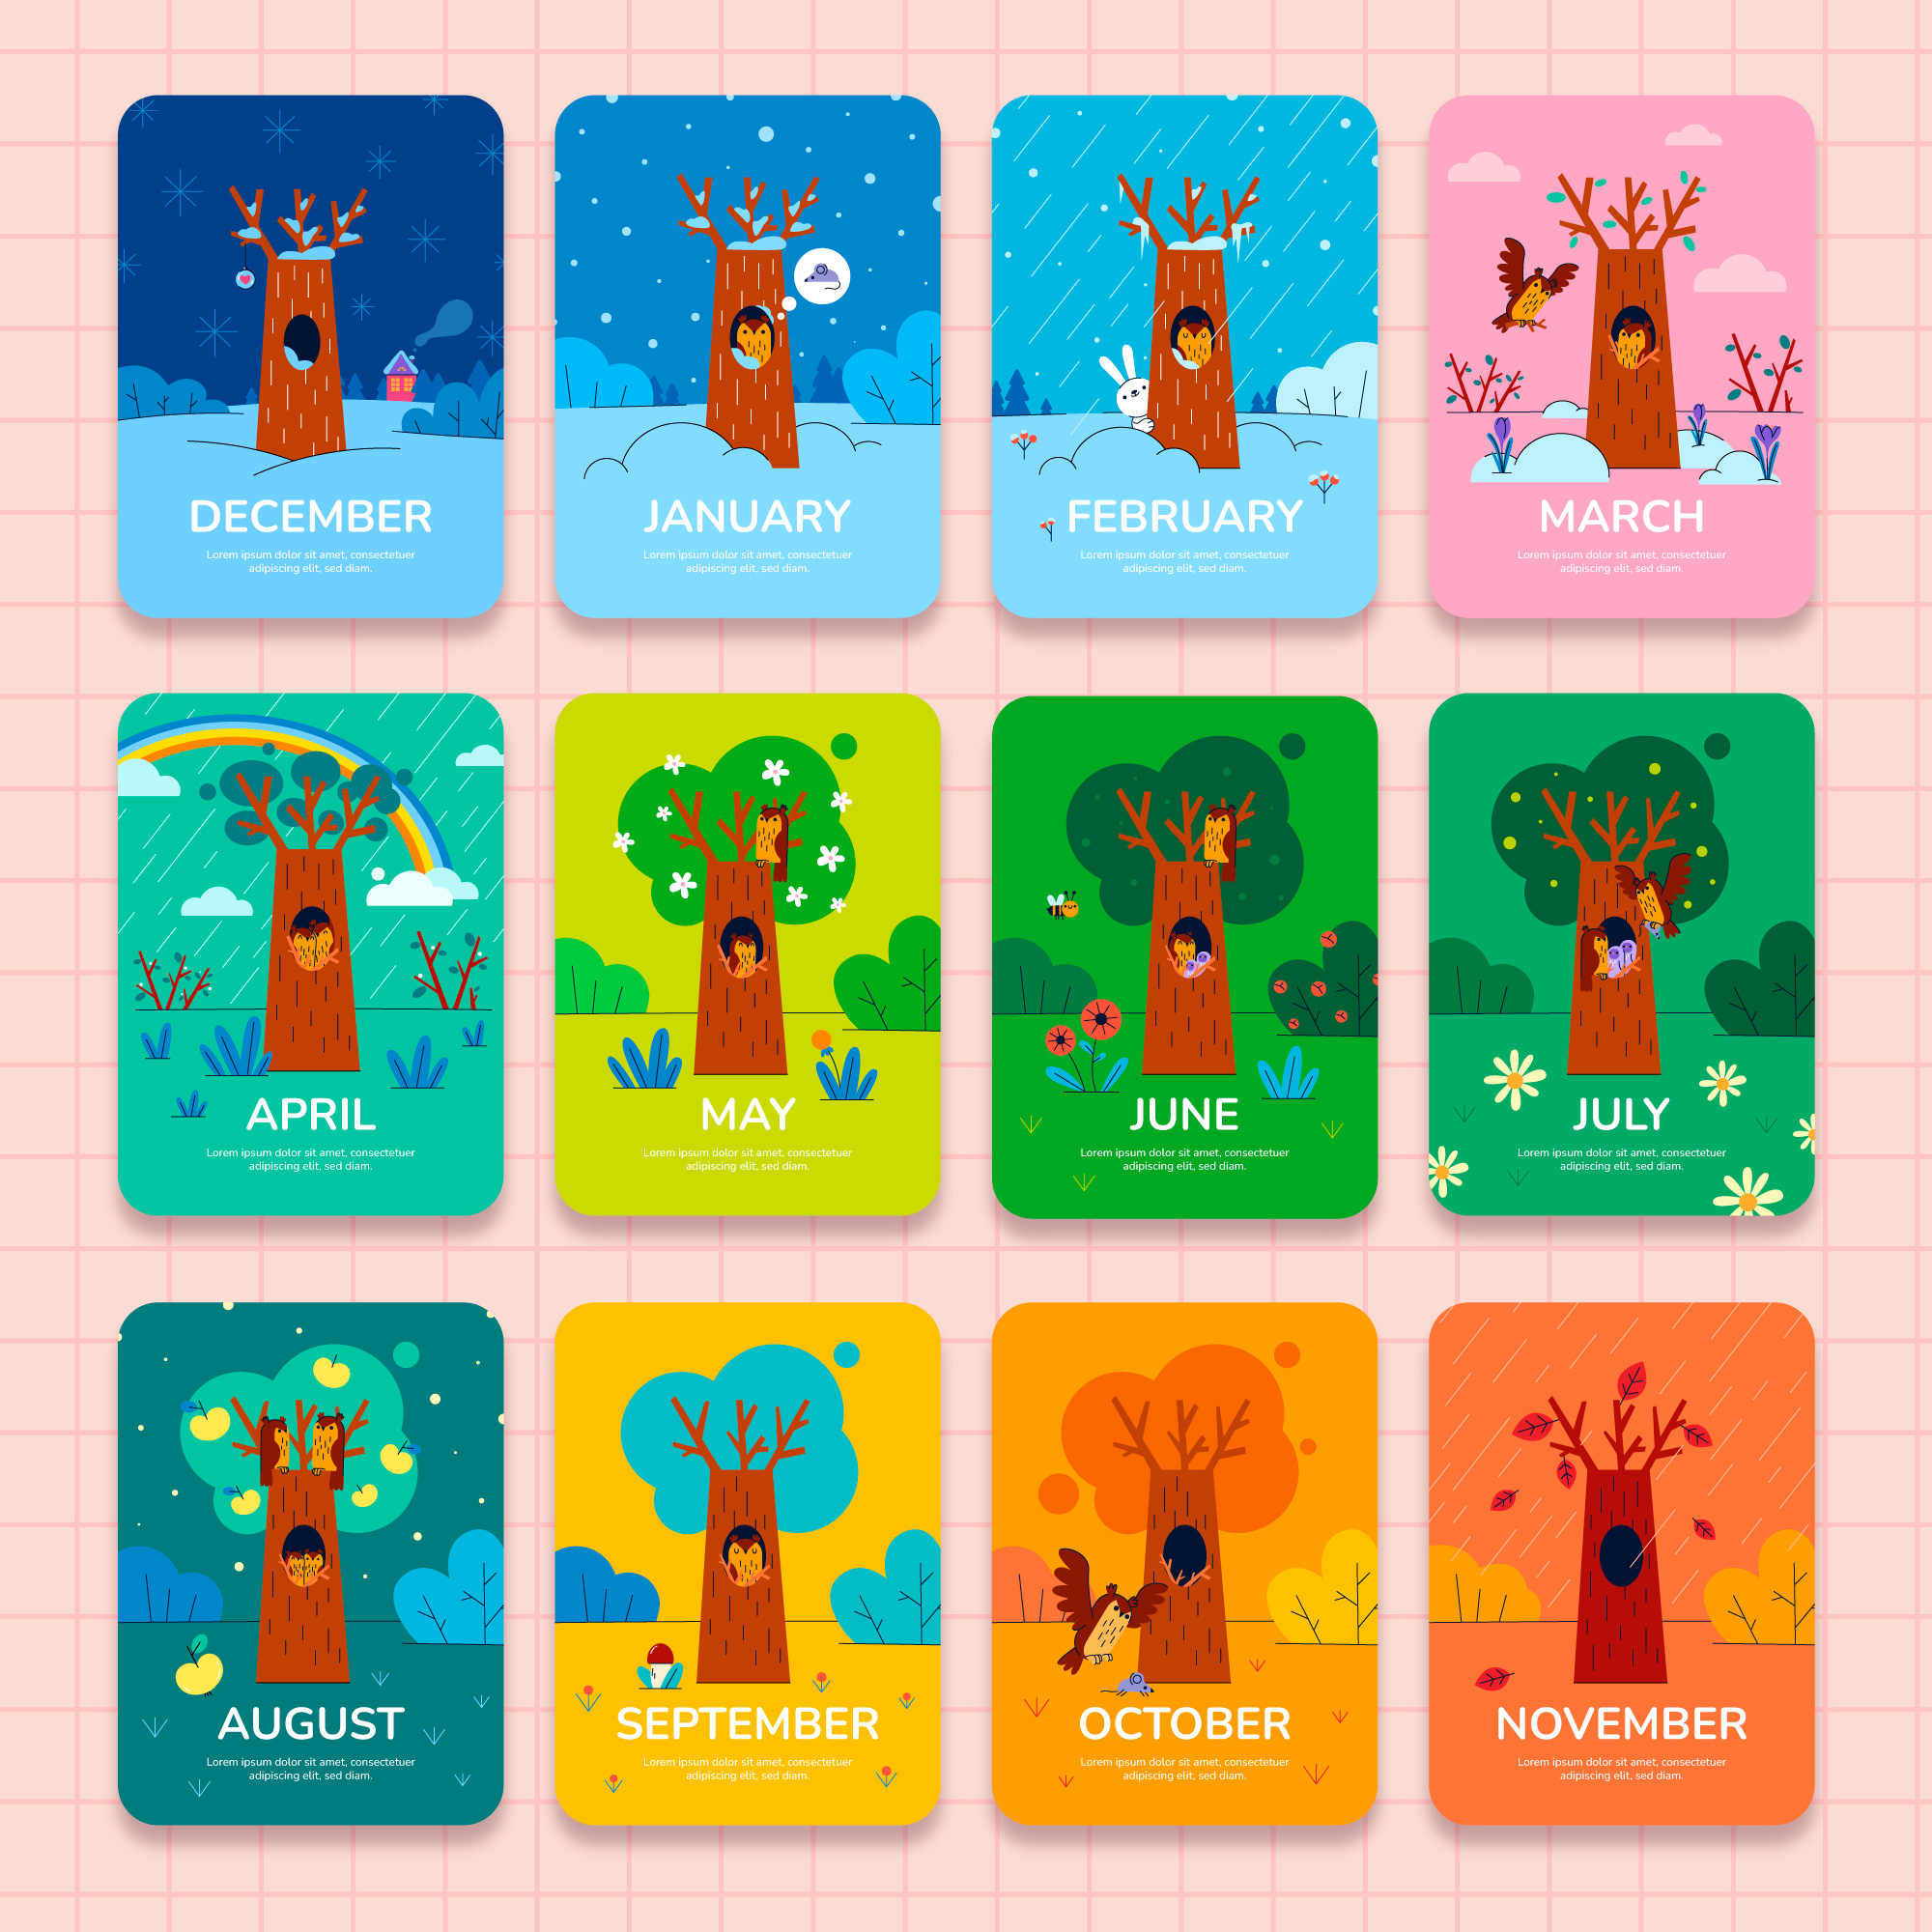 DECEMBER
Lorem ipsum dolor sit amet, consectetuer
adipiscing elit, sed diam.
JANUARY
Lorem ipsum dolor sit amet, consectetuer
adipiscing elit, sed diam.
FEBRUARY
Lorem ipsum dolor sit amet, consectetuer
adipiscing elit, sed diam.
MARCH
Lorem ipsum dolor sit amet, consectetuer
adipiscing elit, sed diam.
APRIL
Lorem ipsum dolor sit amet, consectetuer
adipiscing elit, sed diam.
MAY
Lorem ipsum dolor sit amet, consectetuer
adipiscing elit, sed diam.
JUNE
Lorem ipsum dolor sit amet, consectetuer
adipiscing elit, sed diam.
JULY
Lorem ipsum dolor sit amet, consectetuer
adipiscing elit, sed diam.
AUGUST
Lorem ipsum dolor sit amet, consectetuer
adipiscing elit, sed diam.
SEPTEMBER
Lorem ipsum dolor sit amet, consectetuer
adipiscing elit, sed diam.
OCTOBER
Lorem ipsum dolor sit amet, consectetuer
adipiscing elit, sed diam.
NOVEMBER
Lorem ipsum dolor sit amet, consectetuer
adipiscing elit, sed diam.